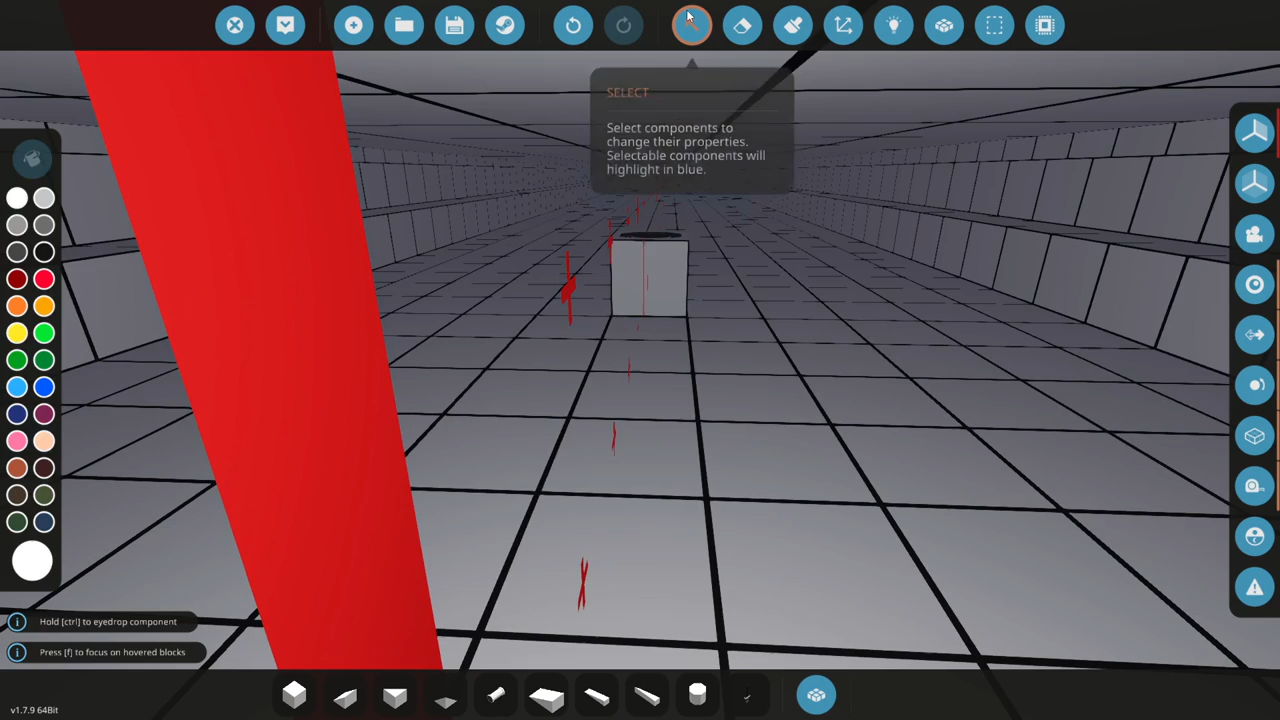 SELECT
Select components to
change their properties.
Selectable components will
highlight in blue.
Hold [ctrl] to eyedrop component
Press [f] to focus on hovered blocks
v1.7.9 64Bit